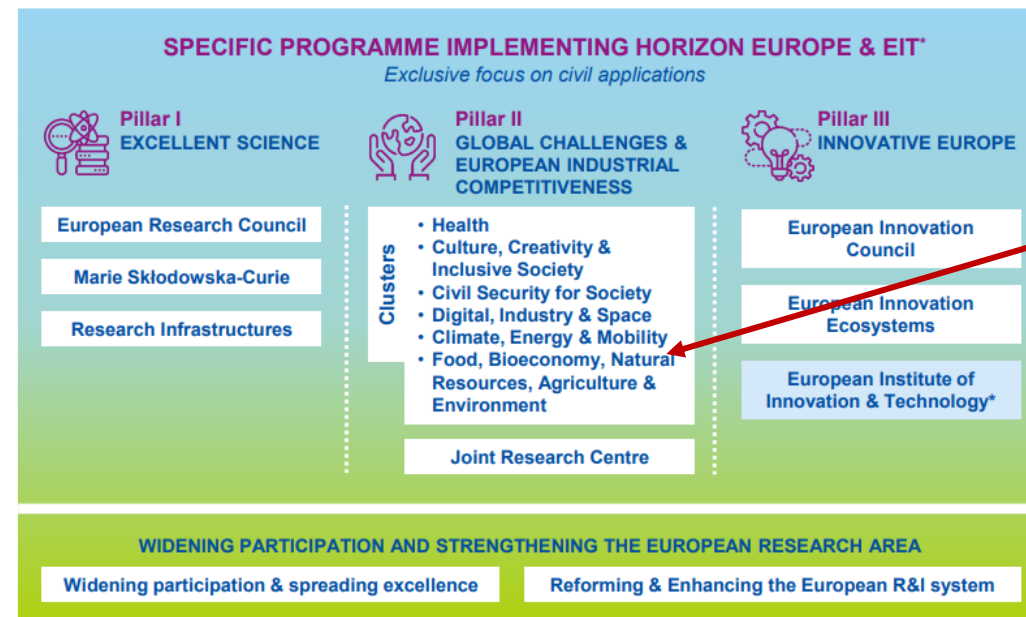 SPECIFIC PROGRAMME IMPLEMENTING HORIZON EUROPE & EIT*
Exclusive focus on civil applications
Pillar I
EXCELLENT SCIENCE
European Research Council
Marie Skłodowska-Curie
Research Infrastructures
Pillar II
GLOBAL CHALLENGES &
EUROPEAN INDUSTRIAL
COMPETITIVENESS
Clusters
• Health
• Culture, Creativity &
Inclusive Society
• Civil Security for Society
• Digital, Industry & Space
• Climate, Energy & Mobility
• Food, Bioeconomy, Natural
Resources, Agriculture &
Environment
Joint Research Centre
Pillar III
INNOVATIVE EUROPE
European Innovation
Council
European Innovation
Ecosystems
European Institute of
Innovation & Technology*
WIDENING PARTICIPATION AND STRENGTHENING THE EUROPEAN RESEARCH AREA
Widening participation & spreading excellence
Reforming & Enhancing the European R&I system